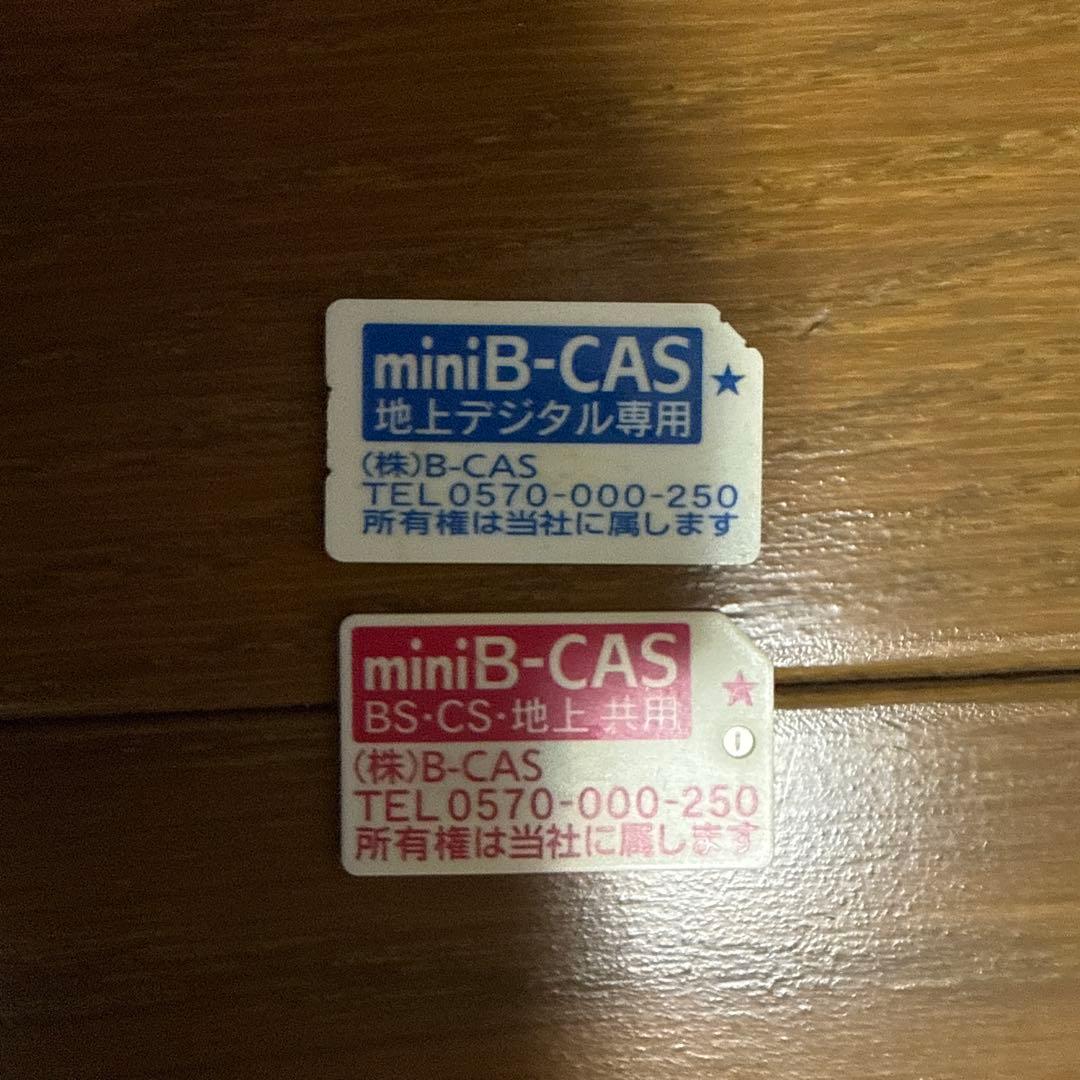 miniB-CAS
地上デジタル専用
★
(株)B-CAS
TEL 0570-000-250
所有権は当社に属します
miniB-CAS
BS・CS・地上 共用
★
(株)B-CAS
TEL 0570-000-250
所有権は当社に属します